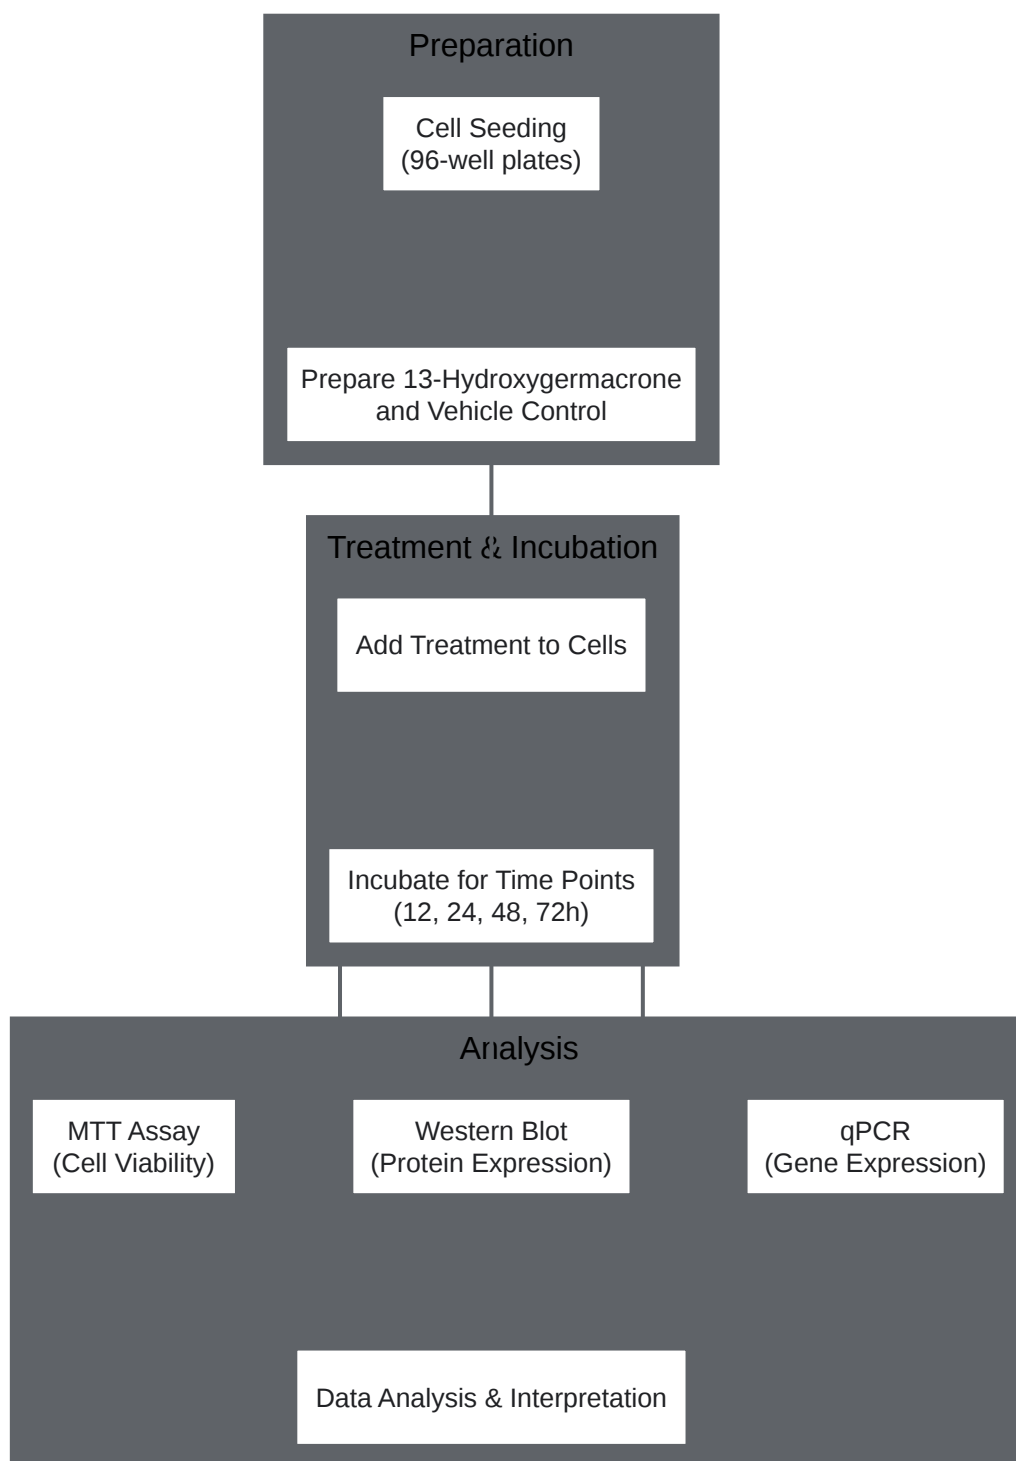 Preparation
Cell Seeding
(96-well plates)
Prepare 13-Hydroxygermacrone
and Vehicle Control
Treatment & Incubation
Add Treatment to Cells
Incubate for Time Points
(12, 24, 48, 72h)
Analysis
MTT Assay
(Cell Viability)
Western Blot
(Protein Expression)
qPCR
(Gene Expression)
Data Analysis & Interpretation